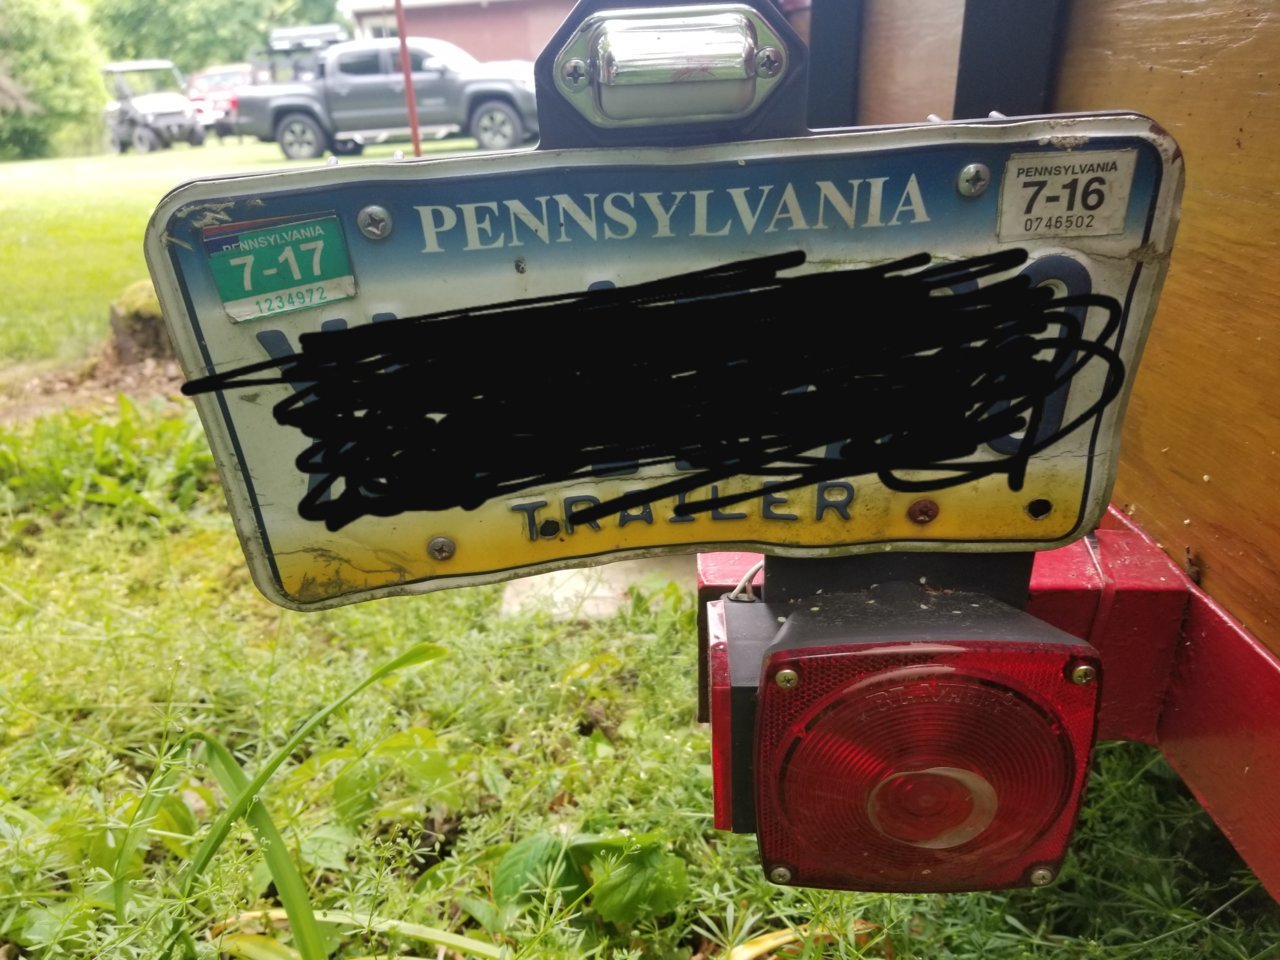 PENNSYLVANIA
PENNSYLVANIA
7-17
1234972
PENNSYLVANIA
7-16
0746502
TRAILER